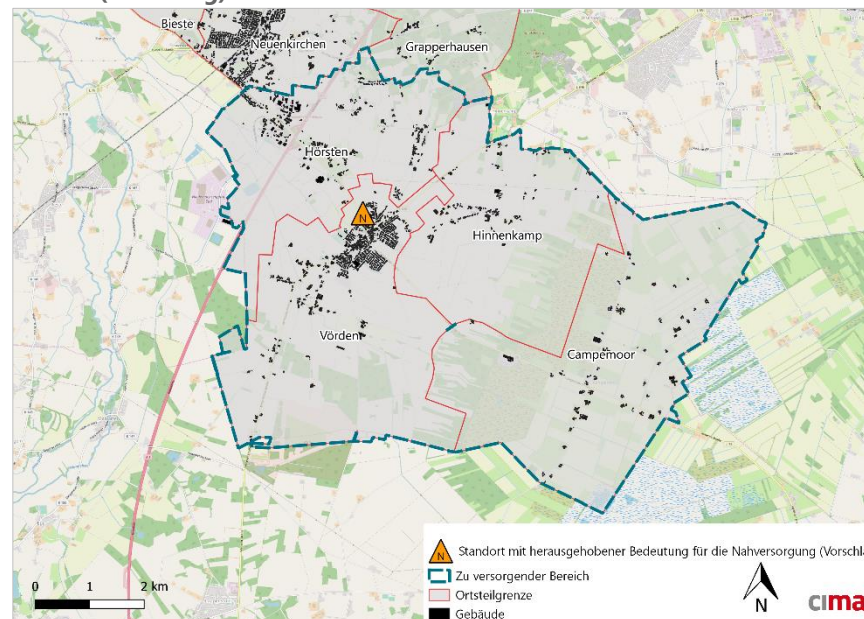 Bieste
Neuenkirchen
Grapperhausen
Hörsten
N
Hinnenkamp
Vörden
Campemoor
N Standort mit herausgehobener Bedeutung für die Nahversorgung (Vorschla
Zu versorgender Bereich
Ortsteilgrenze
Gebäude
0 1 2 km
N
cima